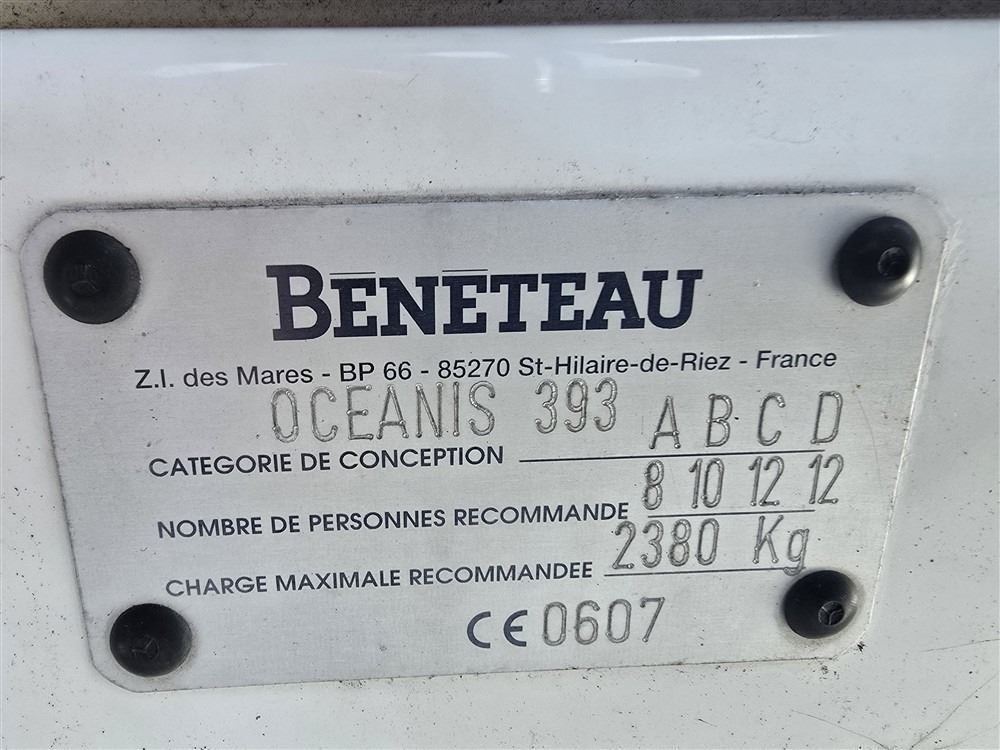 BENETEAU
Z.I. des Mares - BP 66 - 85270 St-Hilaire-de-Riez - France
OCEANIS 393
CATEGORIE DE CONCEPTION A B C D
NOMBRE DE PERSONNES RECOMMANDE 8 10 12 12
CHARGE MAXIMALE RECOMMANDEE 2380 Kg
CE 0607